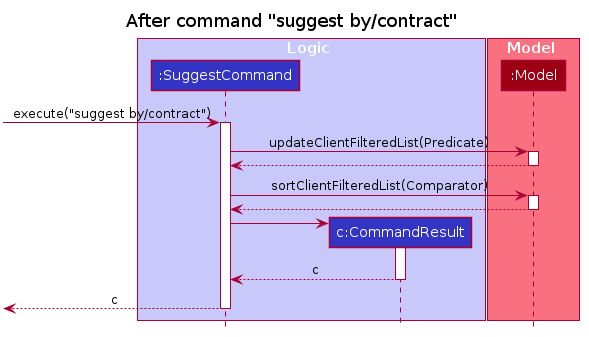 After command "suggest by/contract"
Logic
Model
:SuggestCommand
:Model
execute("suggest by/contract")
updateClientFilteredList(Predicate)
sortClientFilteredList(Comparator)
c:CommandResult
c
c